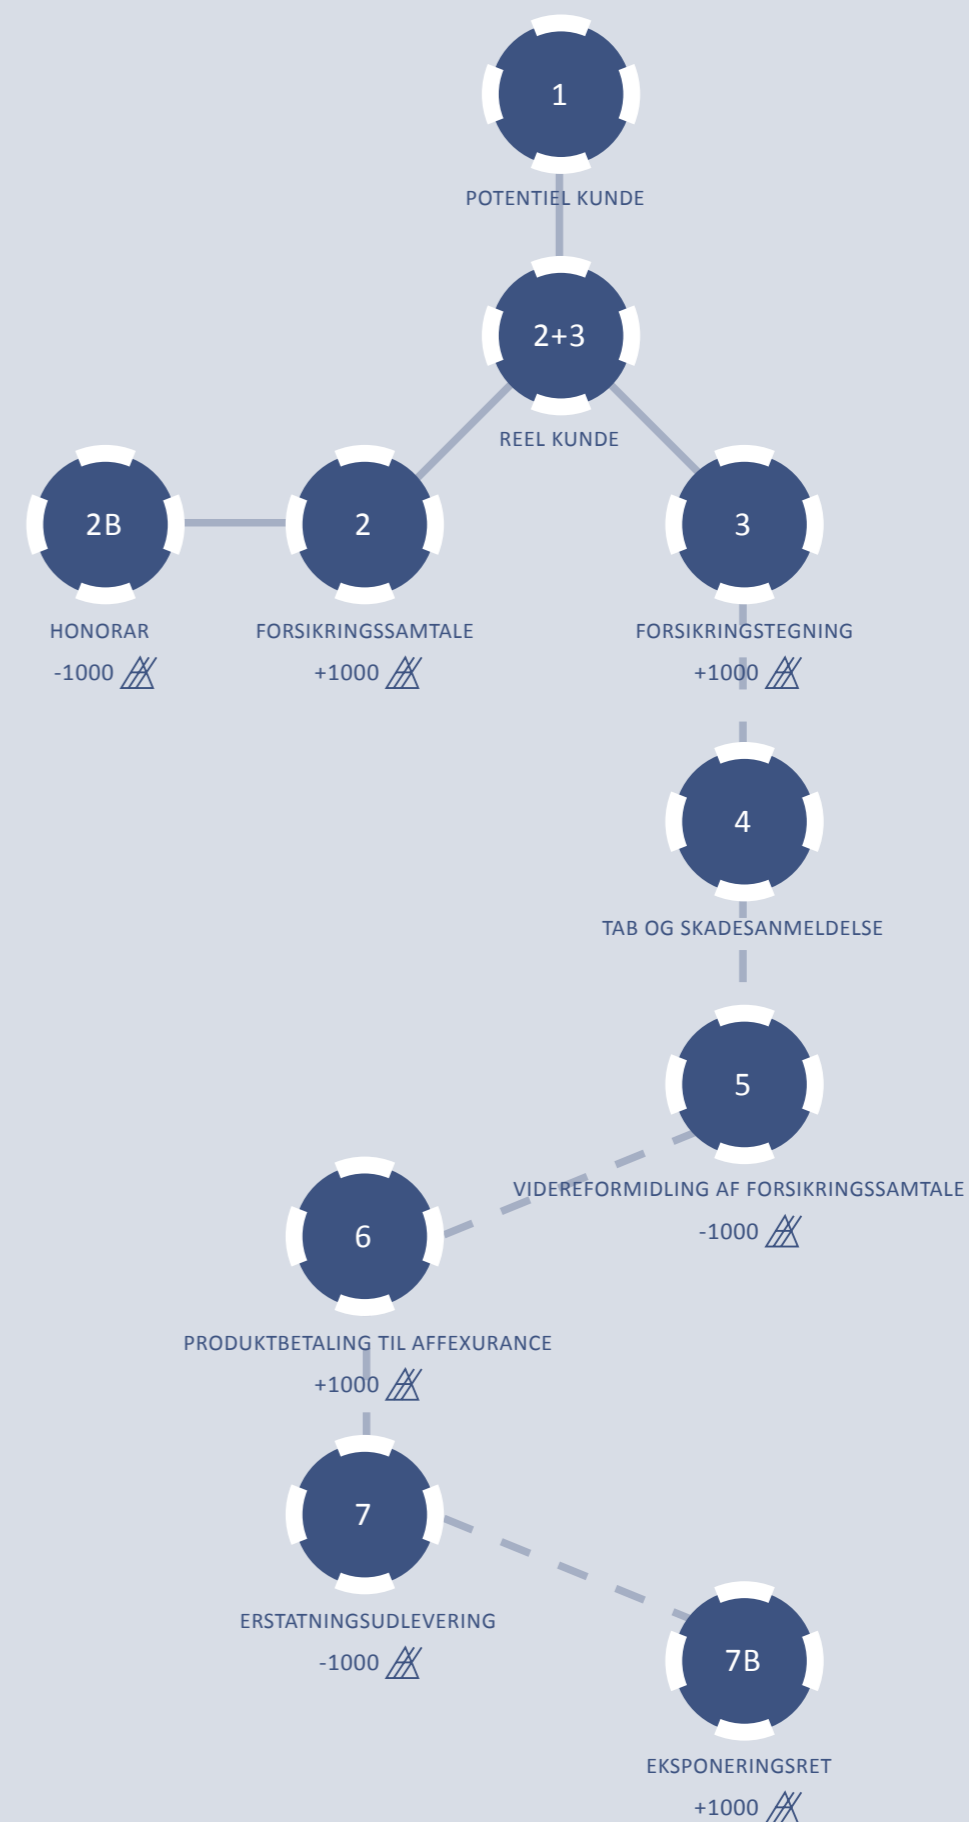 1
POTENTIEL KUNDE
2+3
REEL KUNDE
2B
2
3
HONORAR
-1000
FORSIKRINGSSAMTALE
+1000
FORSIKRINGSTEGNING
+1000
4
TAB OG SKADESANMELDELSE
5
VIDEREFORMIDLING AF FORSIKRINGSSAMTALE
-1000
6
PRODUKTBETALING TIL AFFEXURANCE
+1000
7
ERSTATNINGSUDLEVERING
-1000
7B
EKSPONERINGSRET
+1000